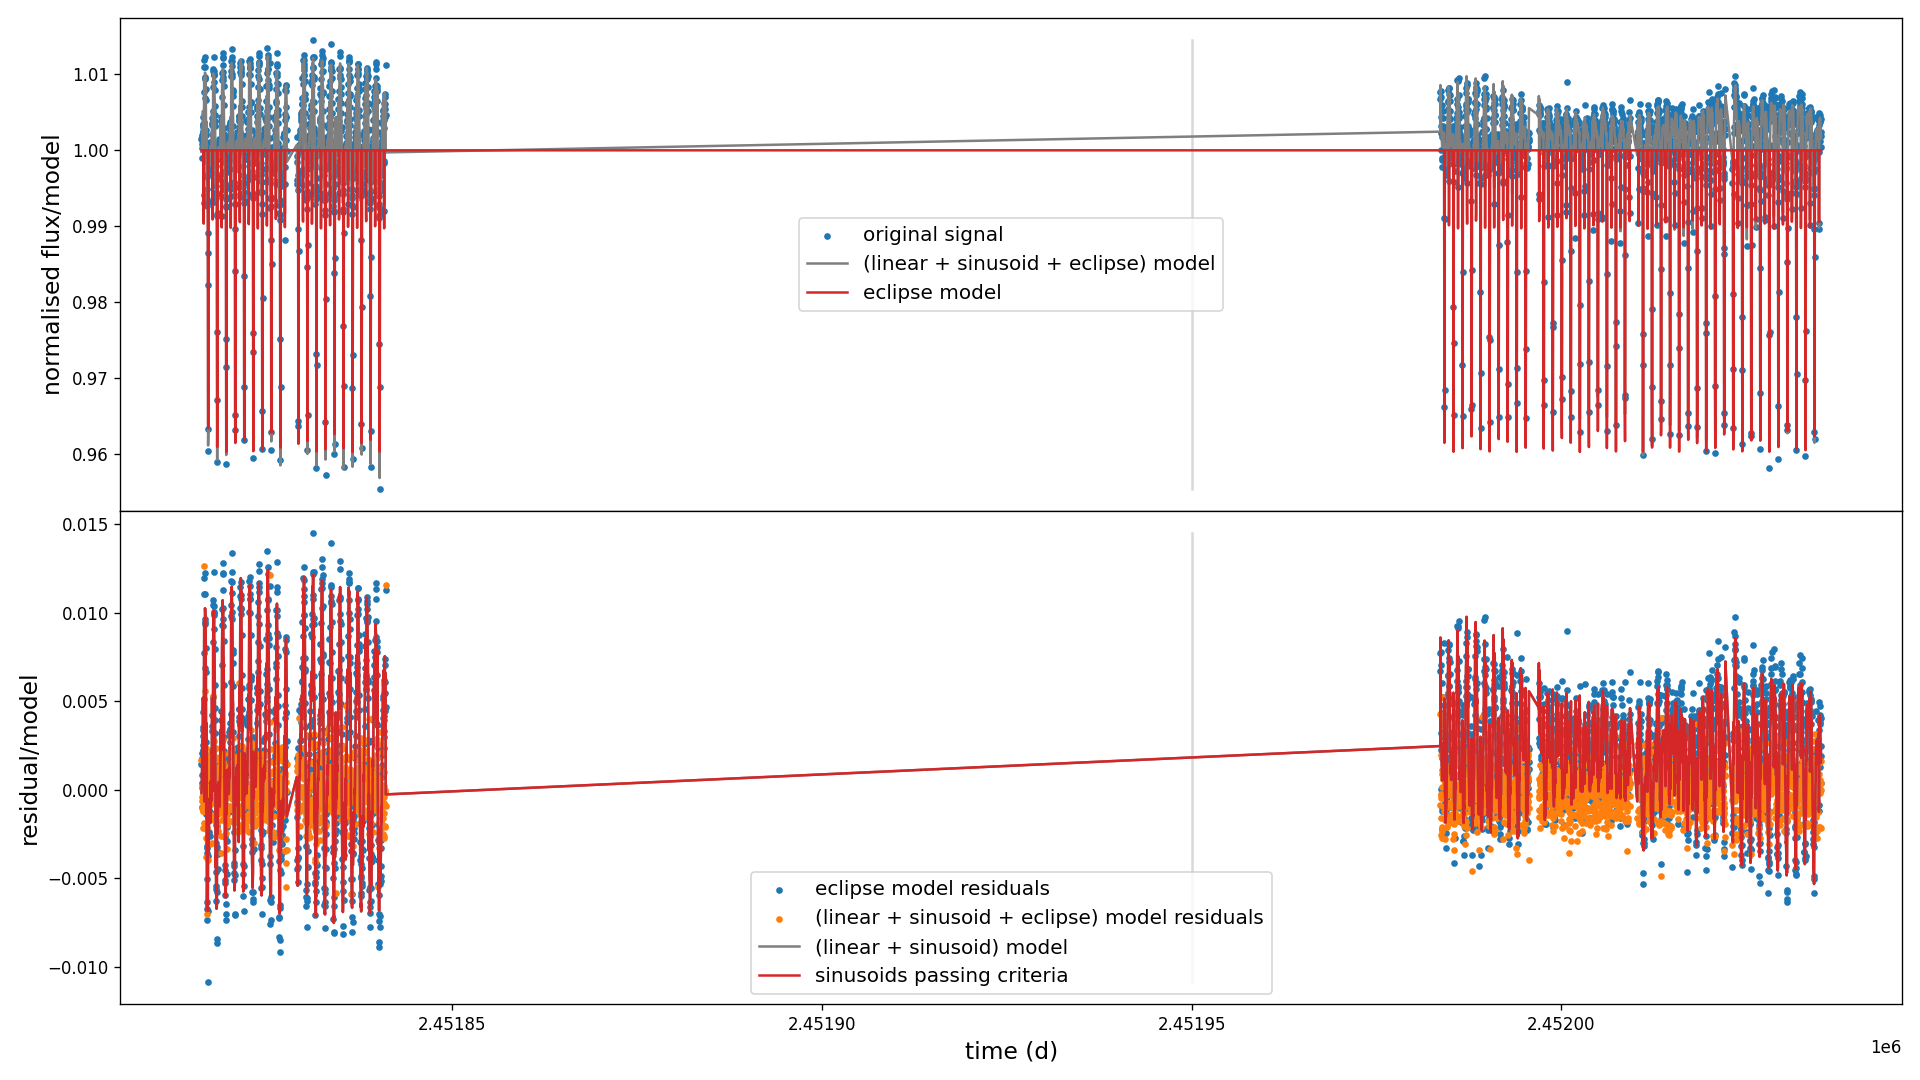 1.01
1.00
0.99
0.98
0.97
0.96
normalised flux/model
original signal
(linear + sinusoid + eclipse) model
eclipse model
0.015
0.010
0.005
0.000
−0.005
−0.010
residual/model
eclipse model residuals
(linear + sinusoid + eclipse) model residuals
(linear + sinusoid) model
sinusoids passing criteria
2.45185
2.45190
2.45195
2.45200
time (d)
1e6